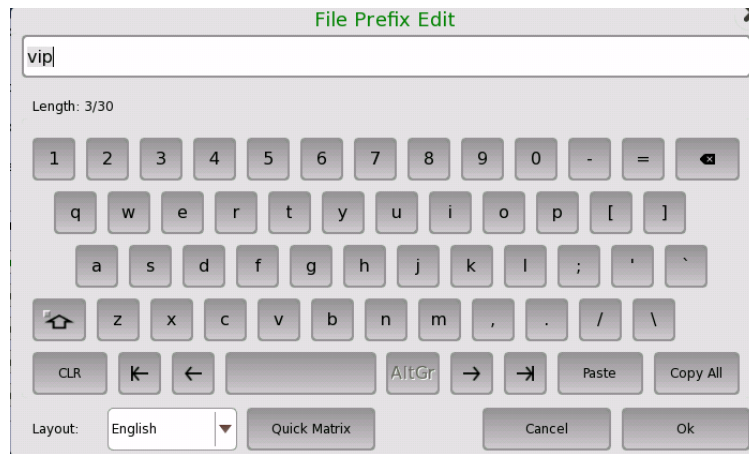 File Prefix Edit
vip
Length: 3/30
1 2 3 4 5 6 7 8 9 0 - =
q w e r t y u i o p [ ]
a s d f g h j k l ; ' `
z x c v b n m , . / \
CLR AltGr Paste Copy All
Layout: English Quick Matrix Cancel Ok